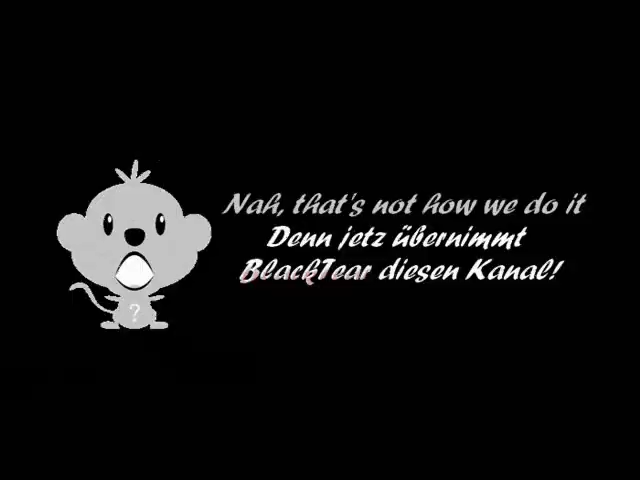 Nah, that's not how we do it
Denn jetz übernimmt
BlackTear diesen Kanal!
?